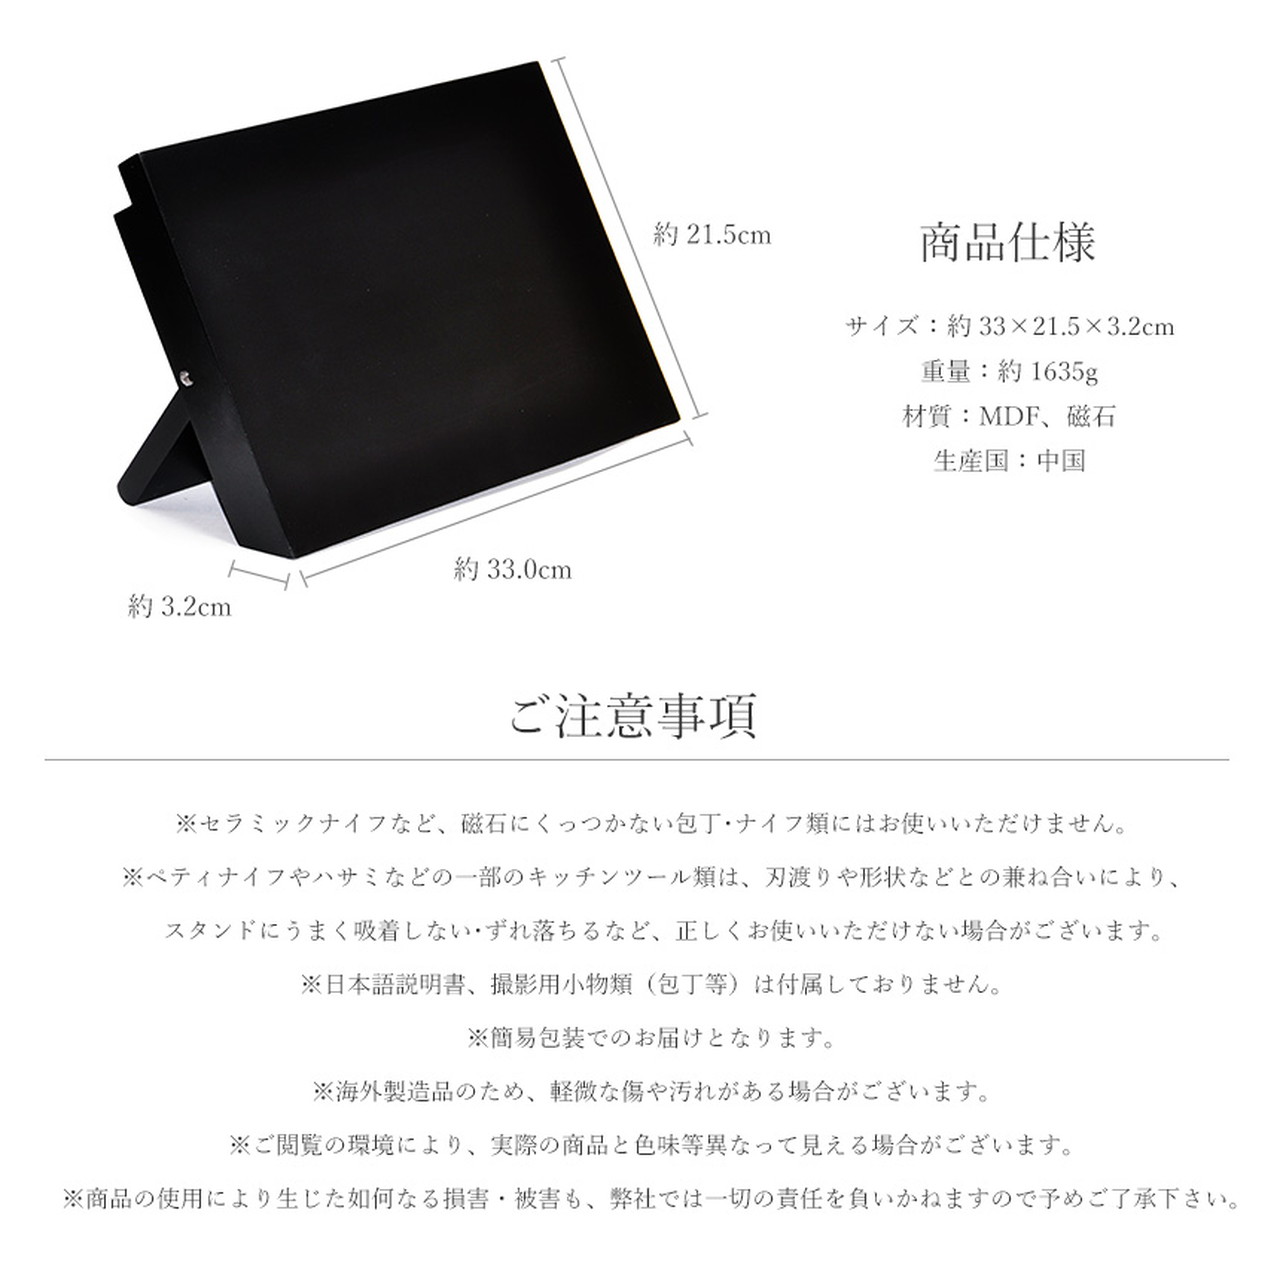 約 21.5cm
約 33.0cm
約 3.2cm
商品仕様
サイズ：約 33×21.5×3.2cm
重量：約 1635g
材質：MDF、磁石
生産国：中国
ご注意事項
※セラミックナイフなど、磁石にくっつかない包丁・ナイフ類にはお使いいただけません。
※ペティナイフやハサミなどの一部のキッチンツール類は、刃渡りや形状などとの兼ね合いにより、
スタンドにうまく吸着しない・ずれ落ちるなど、正しくお使いいただけない場合がございます。
※日本語説明書、撮影用小物類（包丁等）は付属しておりません。
※簡易包装でのお届けとなります。
※海外製造品のため、軽微な傷や汚れがある場合がございます。
※ご閲覧の環境により、実際の商品と色味等異なって見える場合がございます。
※商品の使用により生じた如何なる損害・被害も、弊社では一切の責任を負いかねますので予めご了承下さい。